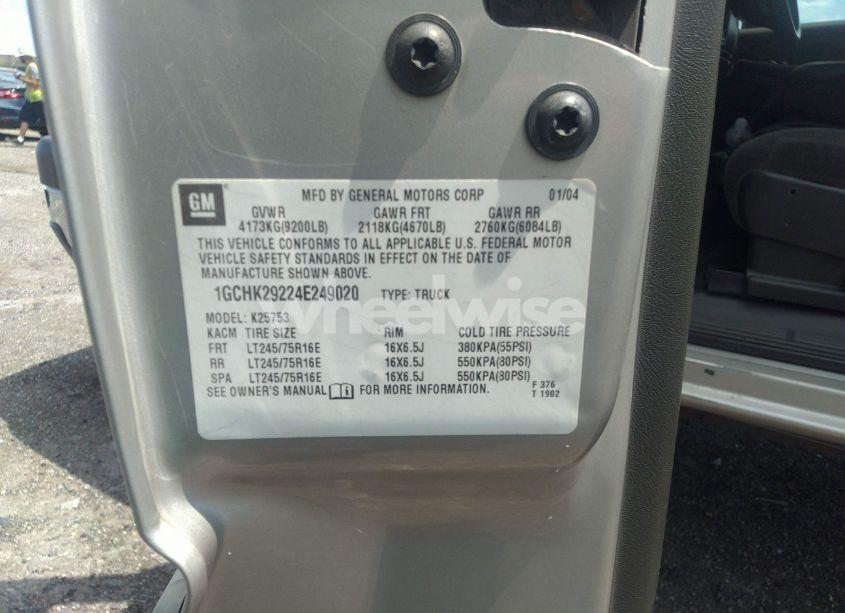 GM
MFD BY GENERAL MOTORS CORP 01/04
GVWR GAWR FRT GAWR RR
4173KG(9200LB) 2118KG(4670LB) 2760KG(6084LB)
THIS VEHICLE CONFORMS TO ALL APPLICABLE U.S. FEDERAL MOTOR
VEHICLE SAFETY STANDARDS IN EFFECT ON THE DATE OF
MANUFACTURE SHOWN ABOVE.
1GCHK29224E249020 TYPE: TRUCK
wheelwise
MODEL: K25753
KACM TIRE SIZE RIM COLD TIRE PRESSURE
FRT LT245/75R16E 16X6.5J 380KPA(55PSI)
RR LT245/75R16E 16X6.5J 550KPA(80PSI)
SPA LT245/75R16E 16X6.5J 550KPA(80PSI)
SEE OWNER'S MANUAL FOR MORE INFORMATION.
F 376
T 1902